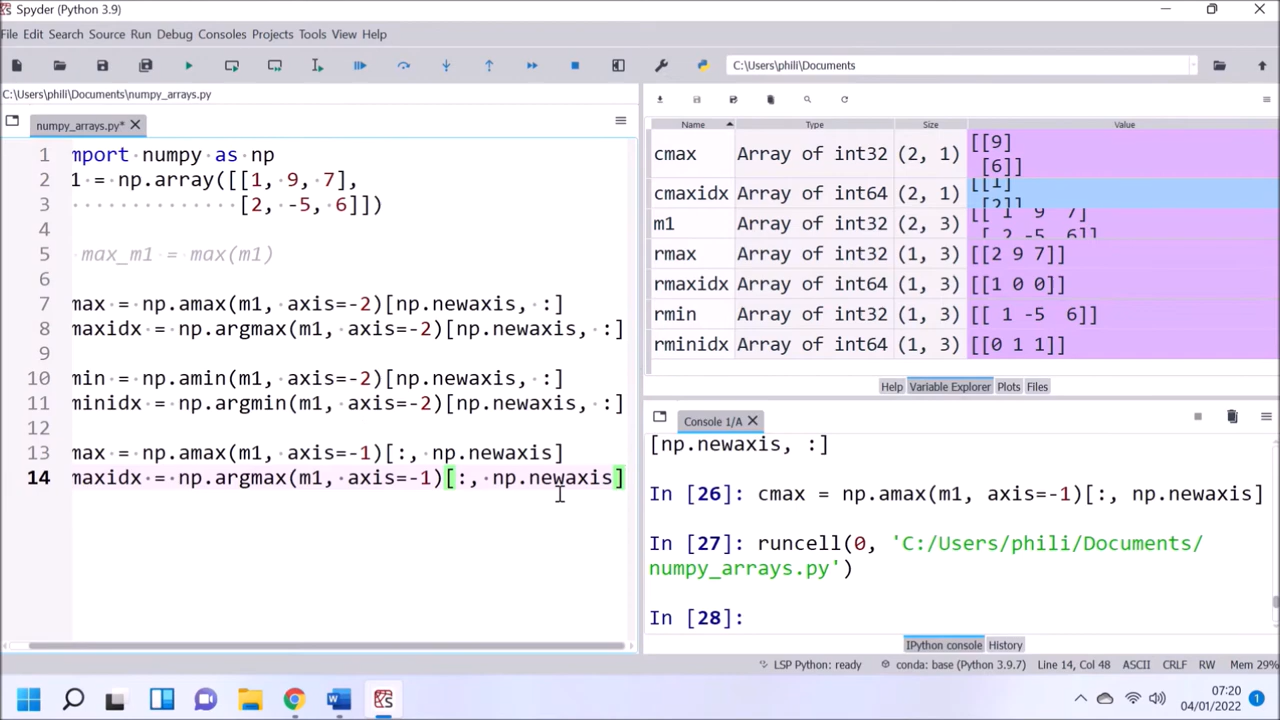 Spyder (Python 3.9)
File Edit Search Source Run Debug Consoles Projects Tools View Help
C:\Users\phili\Documents
C:\Users\phili\Documents\numpy_arrays.py
numpy_arrays.py*
1 mport numpy as np
2 1 = np.array([[1, 9, 7],
3 [2, -5, 6]])
4
5 max_m1 = max(m1)
6
7 max = np.amax(m1, axis=-2)[np.newaxis, :]
8 maxidx = np.argmax(m1, axis=-2)[np.newaxis, :]
9
10 min = np.amin(m1, axis=-2)[np.newaxis, :]
11 minidx = np.argmin(m1, axis=-2)[np.newaxis, :]
12
13 max = np.amax(m1, axis=-1)[:, np.newaxis]
14 maxidx = np.argmax(m1, axis=-1)[:, np.newaxis]
Name Type Size Value
cmax Array of int32 (2, 1) [[9]
[6]]
cmaxidx Array of int64 (2, 1) [[1]
[2]]
m1 Array of int32 (2, 3) [[ 1 9 7]
[ 2 -5 6]]
rmax Array of int32 (1, 3) [[2 9 7]]
rmaxidx Array of int64 (1, 3) [[1 0 0]]
rmin Array of int32 (1, 3) [[ 1 -5 6]]
rminidx Array of int64 (1, 3) [[0 1 1]]
Help Variable Explorer Plots Files
Console 1/A
[np.newaxis, :]
In [26]: cmax = np.amax(m1, axis=-1)[:, np.newaxis]
In [27]: runcell(0, 'C:/Users/phili/Documents/
numpy_arrays.py')
In [28]:
IPython console History
LSP Python: ready conda: base (Python 3.9.7) Line 14, Col 48 ASCII CRLF RW Mem 29%
07:20
04/01/2022
1